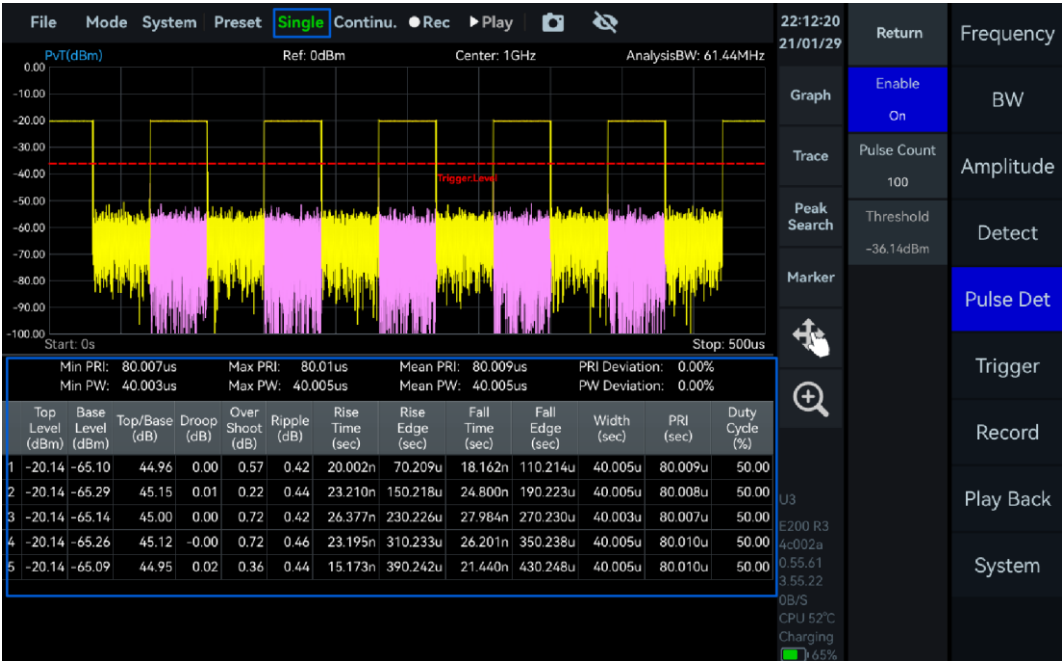 File Mode System Preset Single Continu. Rec Play
22:12:20
21/01/29
PvT(dBm) Ref: 0dBm Center: 1GHz AnalysisBW: 61.44MHz
0.00
-10.00
-20.00
-30.00
-40.00
-50.00
-60.00
-70.00
-80.00
-90.00
-100.00
Trigger Level
Start: 0s Stop: 500us
Min PRI: 80.007us Max PRI: 80.01us Mean PRI: 80.009us PRI Deviation: 0.00%
Min PW: 40.003us Max PW: 40.005us Mean PW: 40.005us PW Deviation: 0.00%
Top Level (dBm) Base Level (dBm) Top/Base (dB) Droop (dB) Over Shoot (dB) Ripple (dB) Rise Time (sec) Rise Edge (sec) Fall Time (sec) Fall Edge (sec) Width (sec) PRI (sec) Duty Cycle (%)
1 -20.14 -65.10 44.96 0.00 0.57 0.42 20.002n 70.209u 18.162n 110.214u 40.005u 80.009u 50.00
2 -20.14 -65.29 45.15 0.01 0.22 0.44 23.210n 150.218u 24.800n 190.223u 40.005u 80.008u 50.00
3 -20.14 -65.14 45.00 0.00 0.72 0.42 26.377n 230.226u 27.984n 270.230u 40.003u 80.007u 50.00
4 -20.14 -65.26 45.12 -0.00 0.72 0.46 23.195n 310.233u 26.201n 350.238u 40.005u 80.010u 50.00
5 -20.14 -65.09 44.95 0.02 0.36 0.44 15.173n 390.242u 21.440n 430.248u 40.005u 80.010u 50.00
Graph
Trace
Peak
Search
Marker
U3
E200 R3
4c002a
0.55.61
3.55.22
0B/S
CPU 52°C
Charging
65%
Return
Enable
On
Pulse Count
100
Threshold
-36.14dBm
Frequency
BW
Amplitude
Detect
Pulse Det
Trigger
Record
Play Back
System